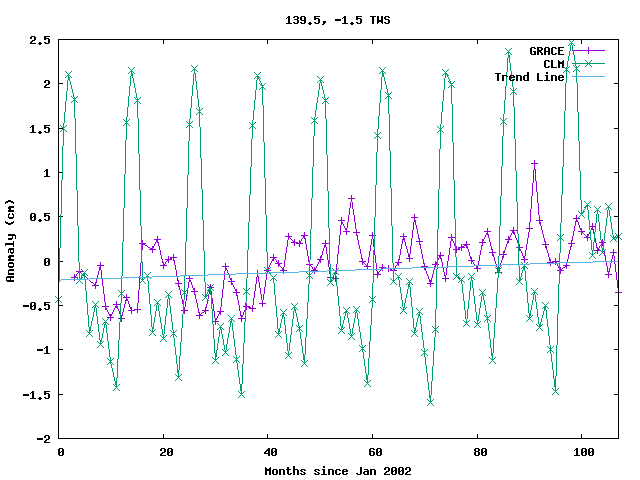 139.5, -1.5 TWS
GRACE
CLM
Trend Line
2.5
2
1.5
1
0.5
0
-0.5
-1
-1.5
-2
Anomaly (cm)
0 20 40 60 80 100
Months since Jan 2002